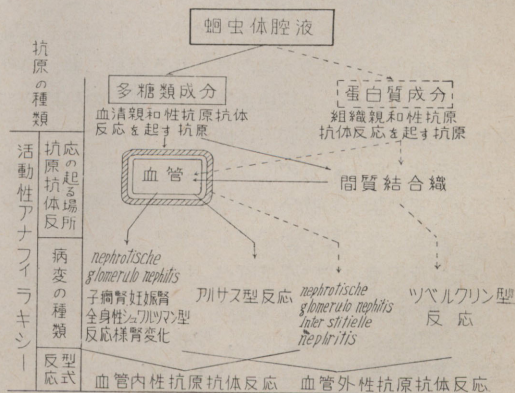 蛔虫体腔液
抗原の種類
多糖類成分
血清親和性抗原抗体
反応を起す抗原
蛋白質成分
組織親和性抗原
抗体反応を起す抗原
活動性アナフィラキシー
抗原抗体反
応の起る場所
血管
間質結合織
病変の種類
nephrotische
glomerulo nephitis
子癇腎妊娠腎
全身性シュワルツマン型
反応様腎変化
アルサス型反応
nephrotische
glomerulo nephitis
Inter stitielle
nephritis
ツベルクリン型
反応
反応
型式
血管内性抗原抗体反応
血管外性抗原抗体反応